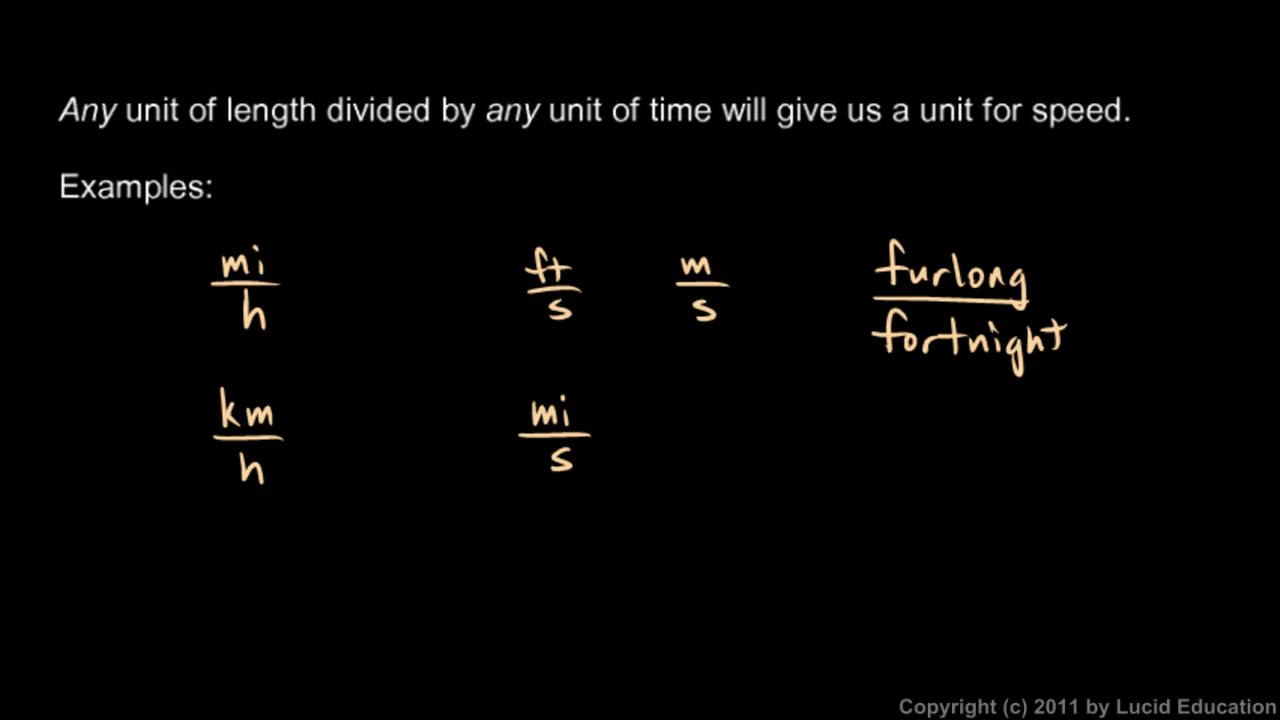 Any unit of length divided by any unit of time will give us a unit for speed.
Examples:
mi
h
ft
s
m
s
furlong
fortnight
km
h
mi
s
Copyright (c) 2011 by Lucid Education